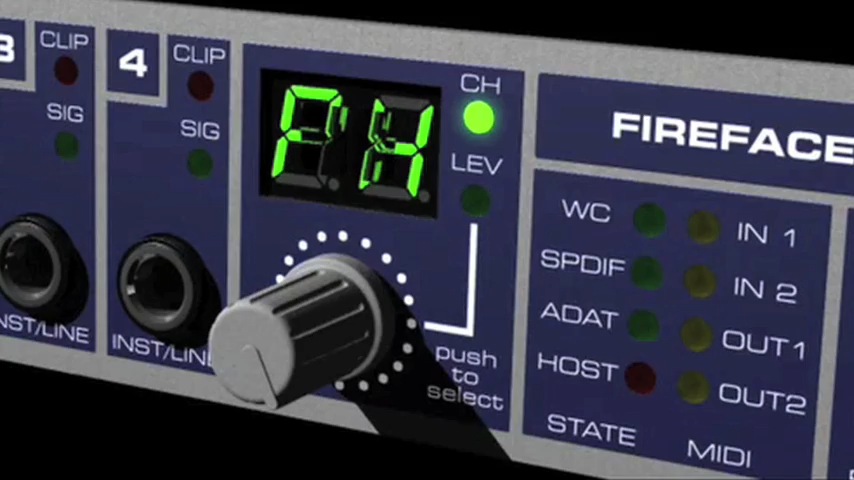 3
CLIP
SIG
INST/LINE
4
CLIP
SIG
INST/LINE
PH
CH
LEV
push
to
select
FIREFACE
WC
SPDIF
ADAT
HOST
STATE
IN 1
IN 2
OUT1
OUT2
MIDI